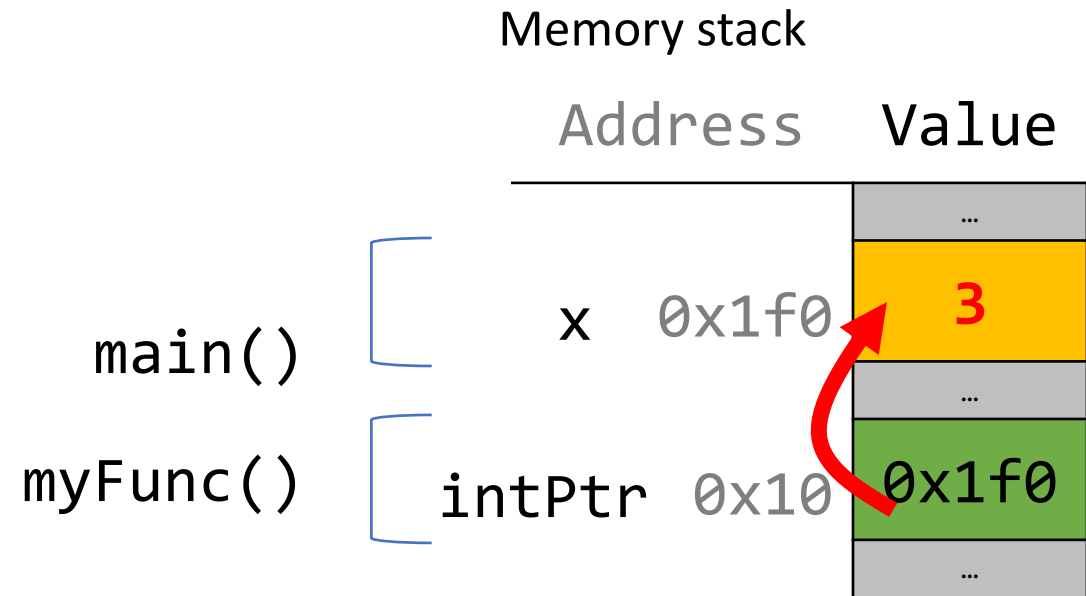 Memory stack
Address Value
…
main() x 0x1f0 3
…
myFunc() intPtr 0x10 0x1f0
…